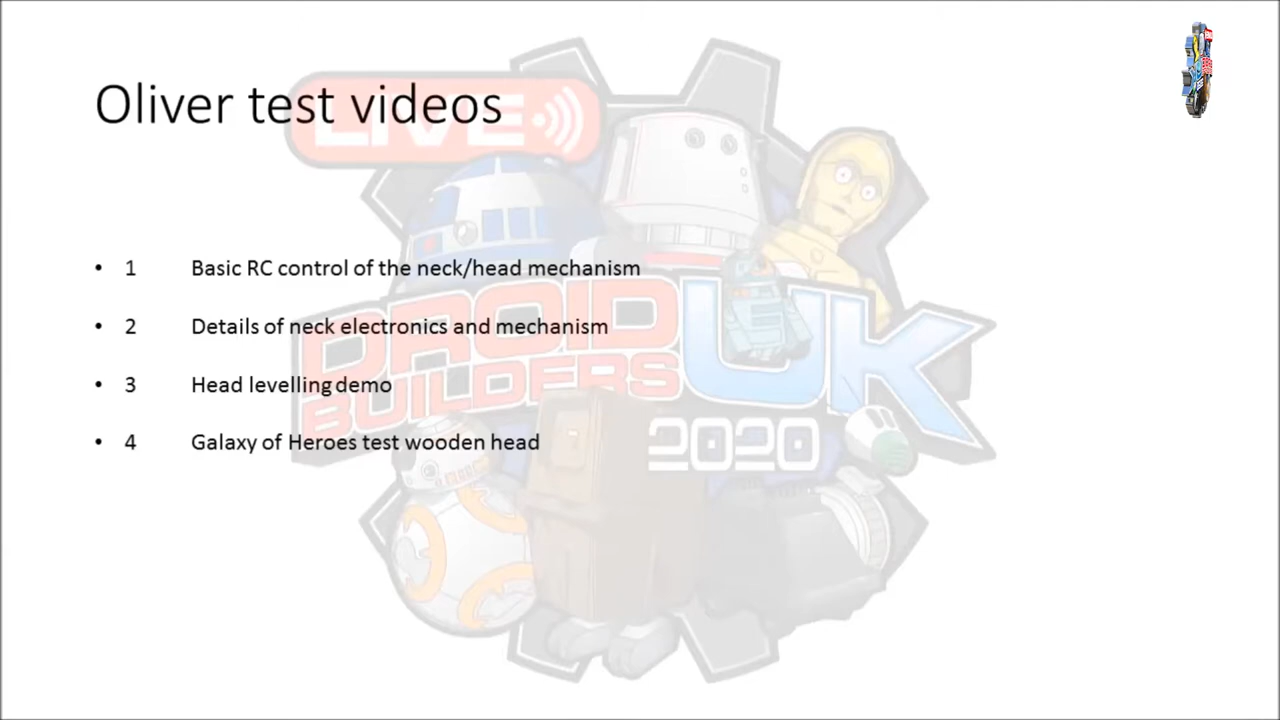 Oliver test videos
LIVE
• 1 Basic RC control of the neck/head mechanism
• 2 Details of neck electronics and mechanism
• 3 Head levelling demo
• 4 Galaxy of Heroes test wooden head
DROID
BUILDERS
UK
2020